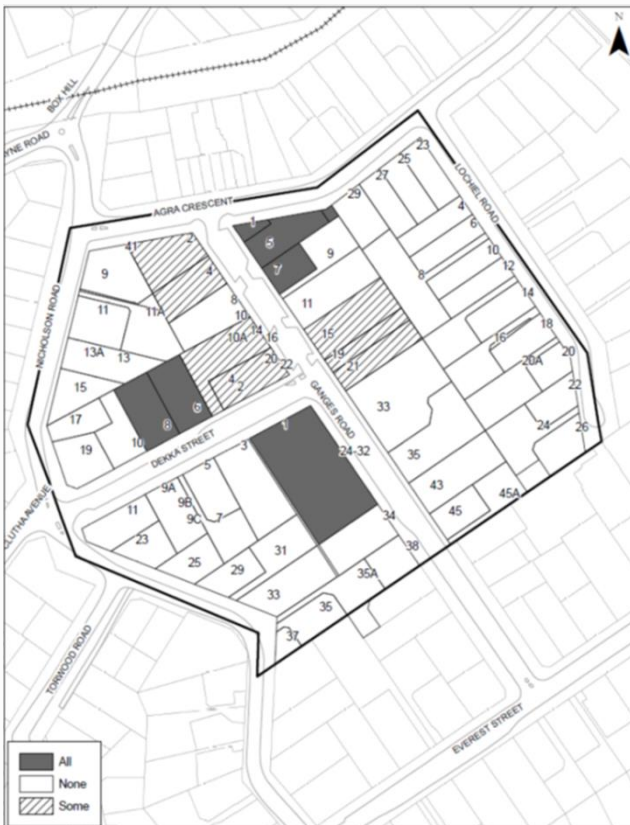 N
BOX HILL
YNE ROAD
AGRA CRESCENT
LOCHIEL ROAD
NICHOLSON ROAD
GANGES ROAD
DEKKA STREET
CLUTHA AVENUE
TORWOOD ROAD
EVEREST STREET
23
25
27
29
1
5
7
9
4
6
8
10
12
11
14
16
18
20
20A
22
24
26
15
19
21
33
35
43
45
45A
41
2
4
9
11A
11
13A
13
15
17
19
8
10
14
10A
16
20
22
4
2
6
8
10
1
3
5
24-32
9A
9B
9C
7
11
23
25
29
31
33
34
38
35A
35
37
All
None
Some